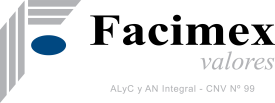 Facimex
valores
ALyC y AN Integral - CNV Nº 99